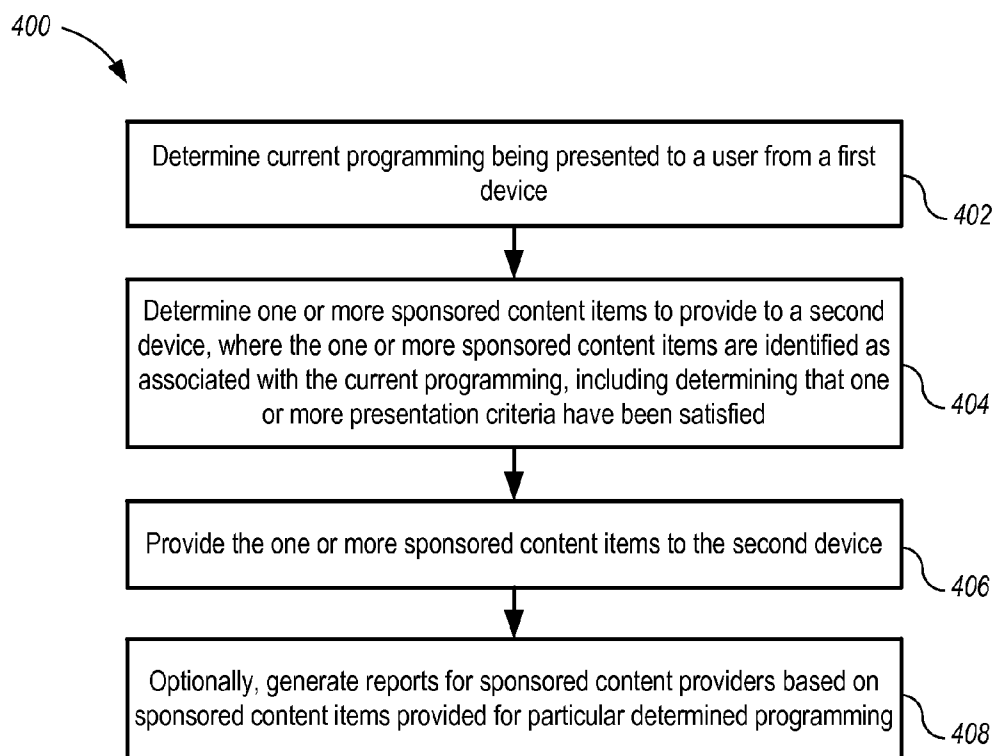 400
Determine current programming being presented to a user from a first
device
402
Determine one or more sponsored content items to provide to a second
device, where the one or more sponsored content items are identified as
associated with the current programming, including determining that one
or more presentation criteria have been satisfied
404
Provide the one or more sponsored content items to the second device
406
Optionally, generate reports for sponsored content providers based on
sponsored content items provided for particular determined programming
408